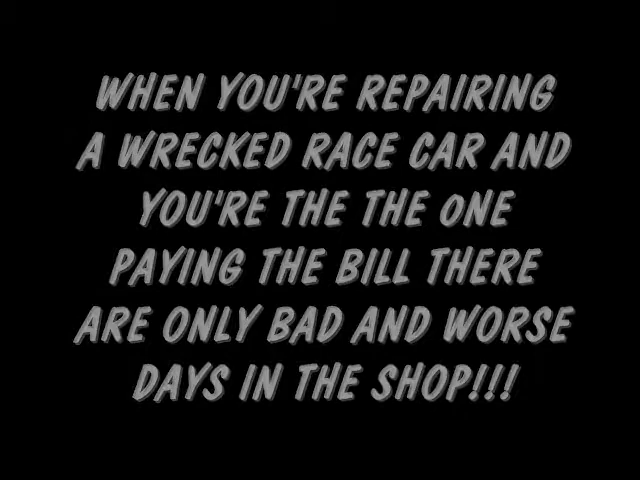 WHEN YOU'RE REPAIRING
A WRECKED RACE CAR AND
YOU'RE THE THE ONE
PAYING THE BILL THERE
ARE ONLY BAD AND WORSE
DAYS IN THE SHOP!!!